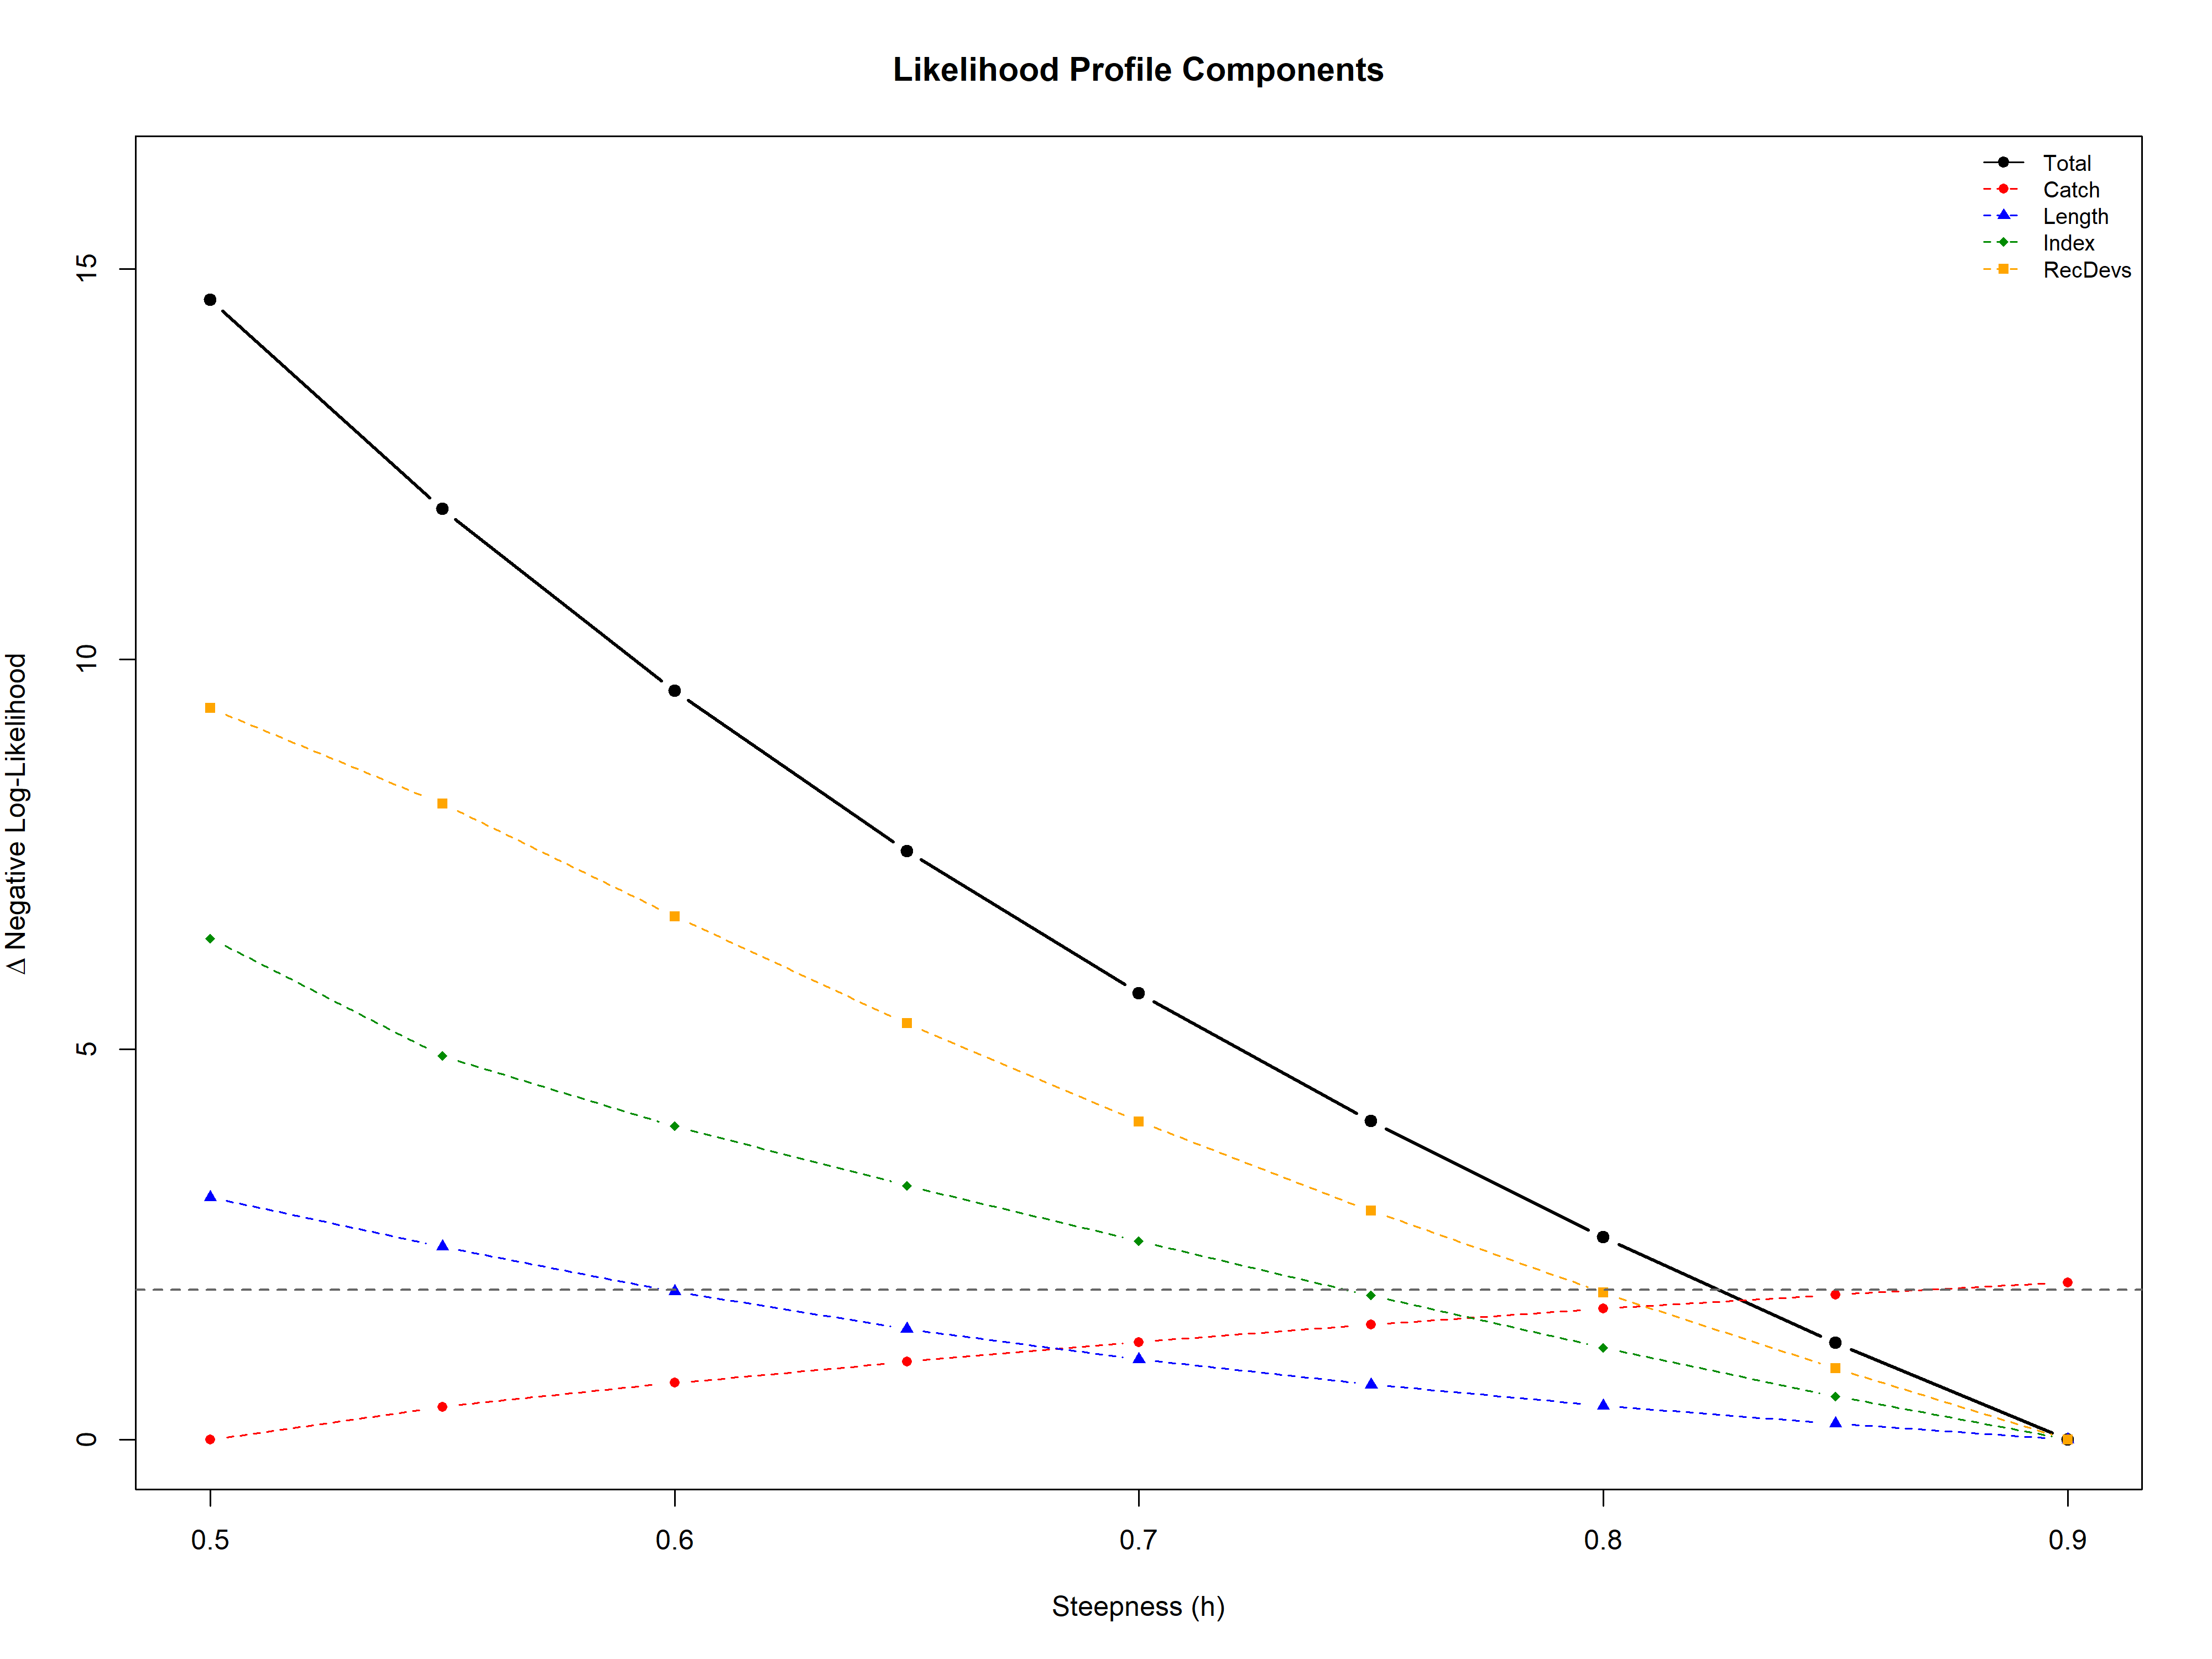 Likelihood Profile Components
Total
Catch
Length
Index
RecDevs
15
10
5
0
Δ Negative Log-Likelihood
0.5
0.6
0.7
0.8
0.9
Steepness (h)